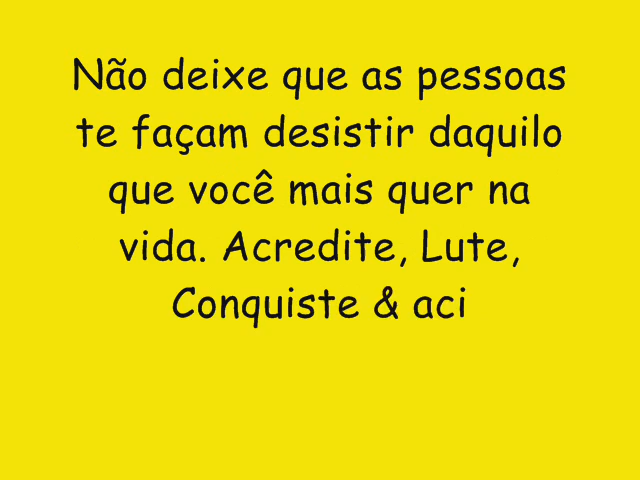 Não deixe que as pessoas
te façam desistir daquilo
que você mais quer na
vida. Acredite, Lute,
Conquiste & aci